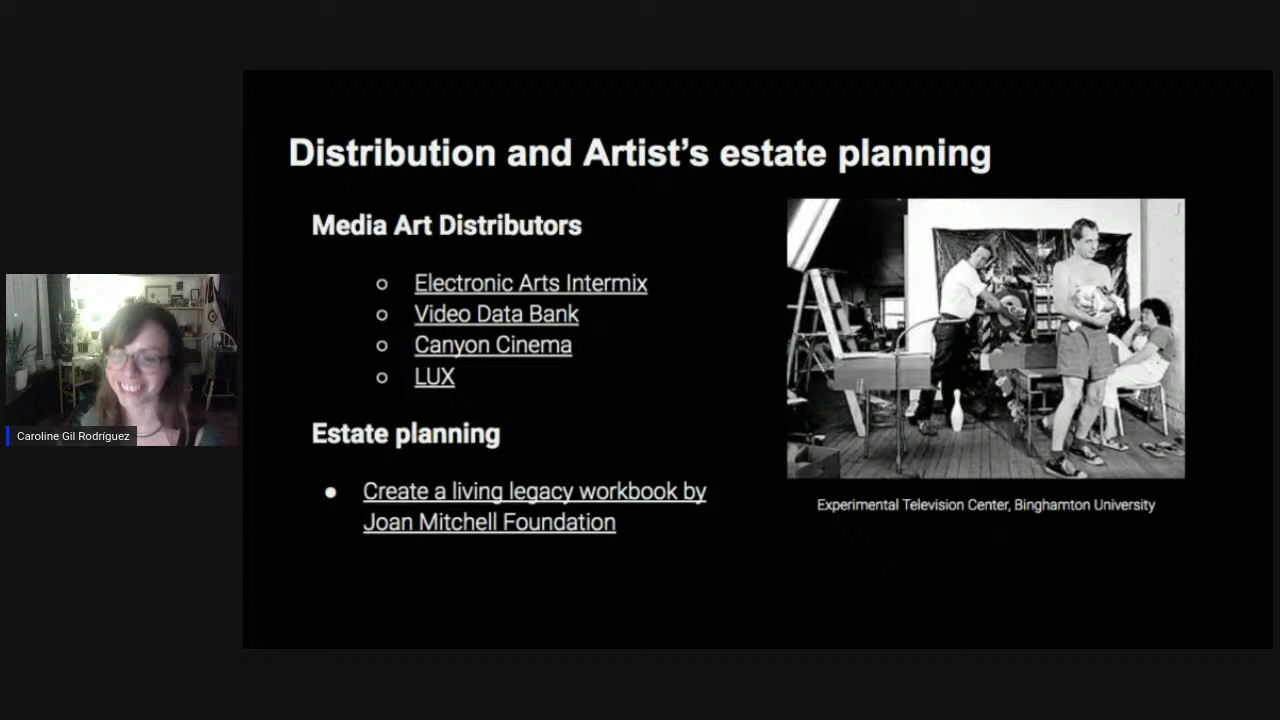 Distribution and Artist's estate planning
Media Art Distributors
Electronic Arts Intermix
Video Data Bank
Canyon Cinema
LUX
Estate planning
Create a living legacy workbook by
Joan Mitchell Foundation
Experimental Television Center, Binghamton University
Caroline Gil Rodríguez